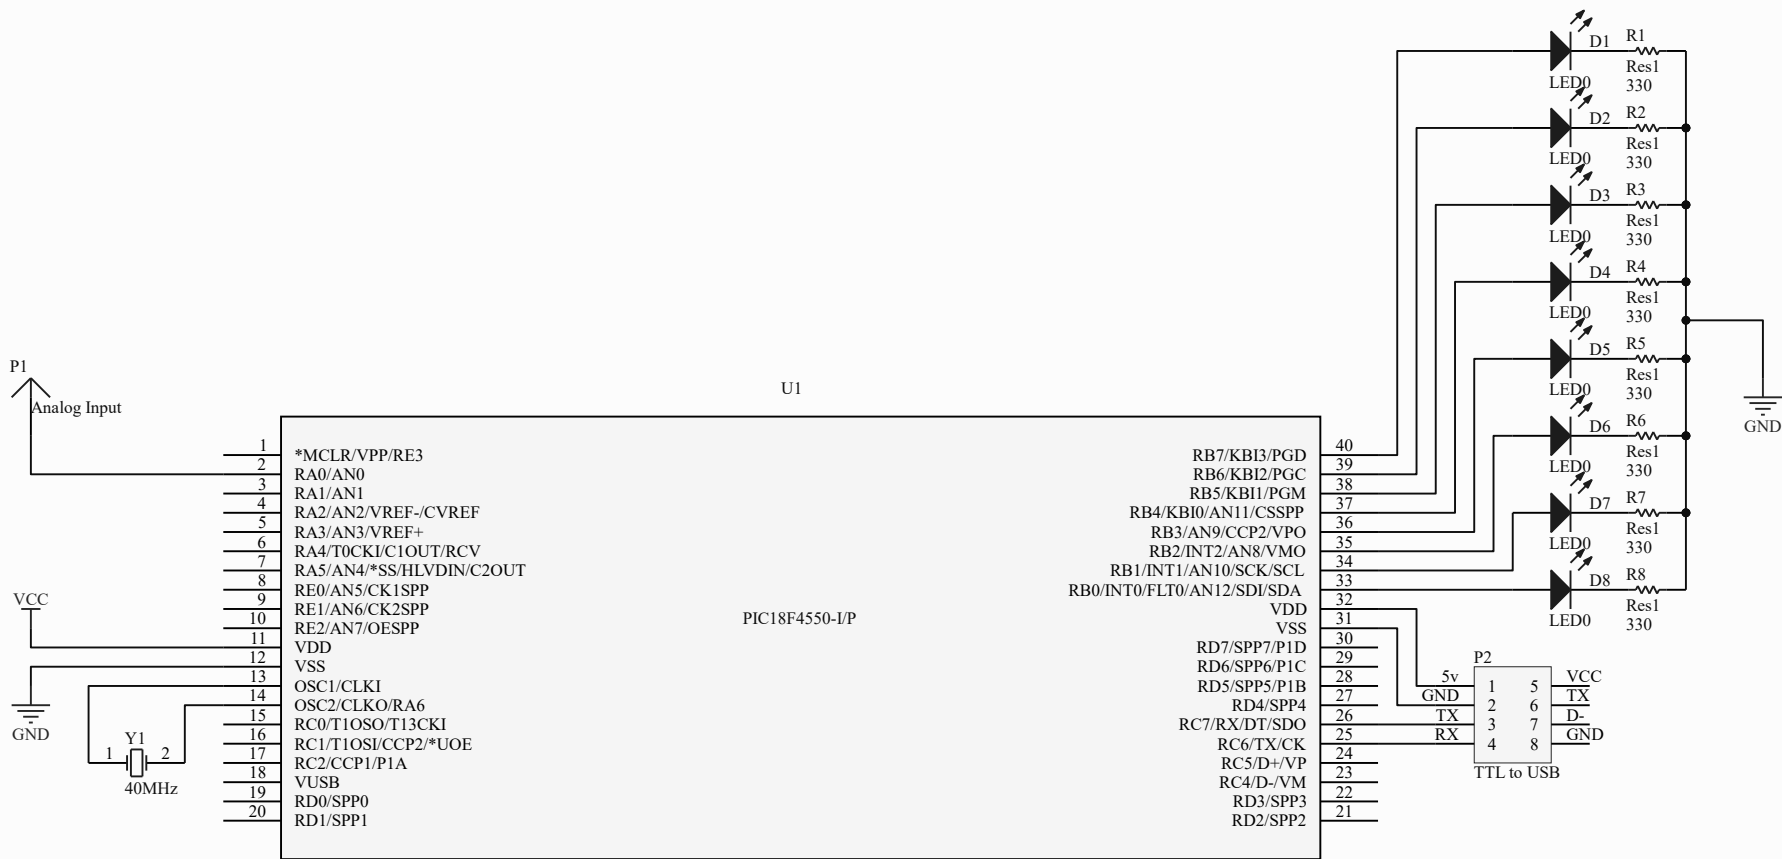 D1
R1
Res1
330
LED0
D2
R2
Res1
330
LED0
D3
R3
Res1
330
LED0
D4
R4
Res1
330
LED0
D5
R5
Res1
330
LED0
D6
R6
Res1
330
LED0
D7
R7
Res1
330
LED0
D8
R8
Res1
330
LED0
GND
P1
Analog Input
VCC
GND
Y1
1 2
40MHz
U1
PIC18F4550-I/P
1 *MCLR/VPP/RE3
2 RA0/AN0
3 RA1/AN1
4 RA2/AN2/VREF-/CVREF
5 RA3/AN3/VREF+
6 RA4/T0CKI/C1OUT/RCV
7 RA5/AN4/*SS/HLVDIN/C2OUT
8 RE0/AN5/CK1SPP
9 RE1/AN6/CK2SPP
10 RE2/AN7/OESPP
11 VDD
12 VSS
13 OSC1/CLKI
14 OSC2/CLKO/RA6
15 RC0/T1OSO/T13CKI
16 RC1/T1OSI/CCP2/*UOE
17 RC2/CCP1/P1A
18 VUSB
19 RD0/SPP0
20 RD1/SPP1
RB7/KBI3/PGD 40
RB6/KBI2/PGC 39
RB5/KBI1/PGM 38
RB4/KBI0/AN11/CSSPP 37
RB3/AN9/CCP2/VPO 36
RB2/INT2/AN8/VMO 35
RB1/INT1/AN10/SCK/SCL 34
RB0/INT0/FLT0/AN12/SDI/SDA 33
VDD 32
VSS 31
RD7/SPP7/P1D 30
RD6/SPP6/P1C 29
RD5/SPP5/P1B 28
RD4/SPP4 27
RC7/RX/DT/SDO 26
RC6/TX/CK 25
RC5/D+/VP 24
RC4/D-/VM 23
RD3/SPP3 22
RD2/SPP2 21
P2
5v 1 5 VCC
GND 2 6 TX
TX 3 7 D-
RX 4 8 GND
TTL to USB